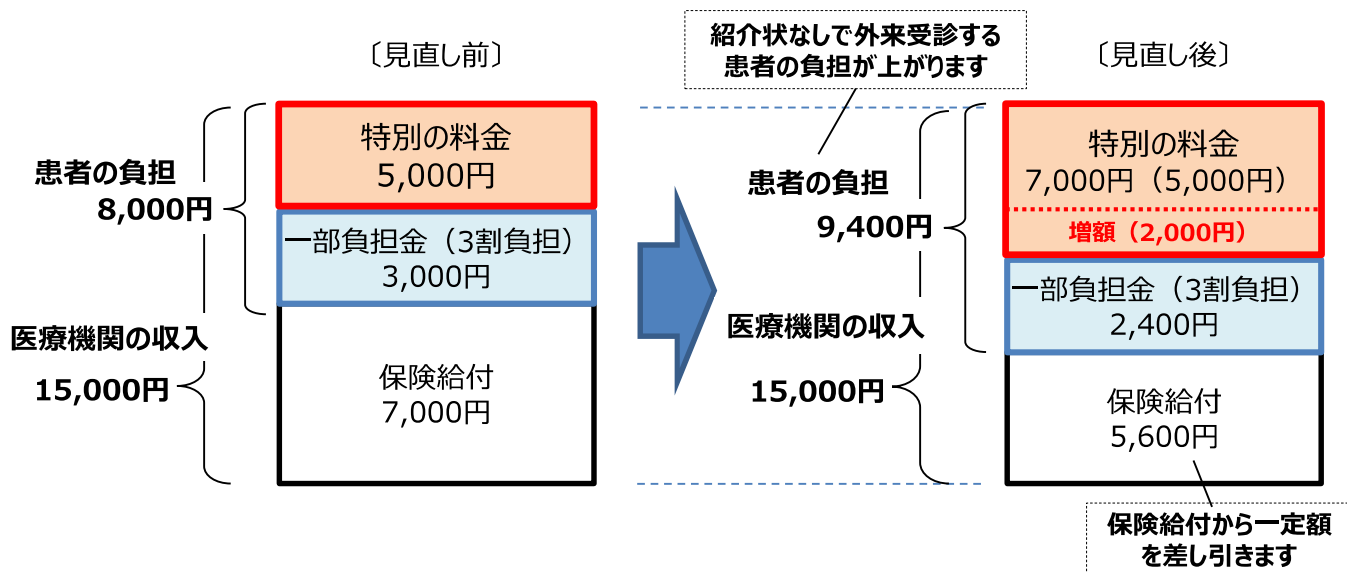 〔見直し前〕
特別の料金
5,000円
患者の負担
8,000円
一部負担金（3割負担）
3,000円
医療機関の収入
15,000円
保険給付
7,000円
紹介状なしで外来受診する
患者の負担が上がります
〔見直し後〕
特別の料金
7,000円（5,000円）
増額（2,000円）
患者の負担
9,400円
一部負担金（3割負担）
2,400円
医療機関の収入
15,000円
保険給付
5,600円
保険給付から一定額
を差し引きます